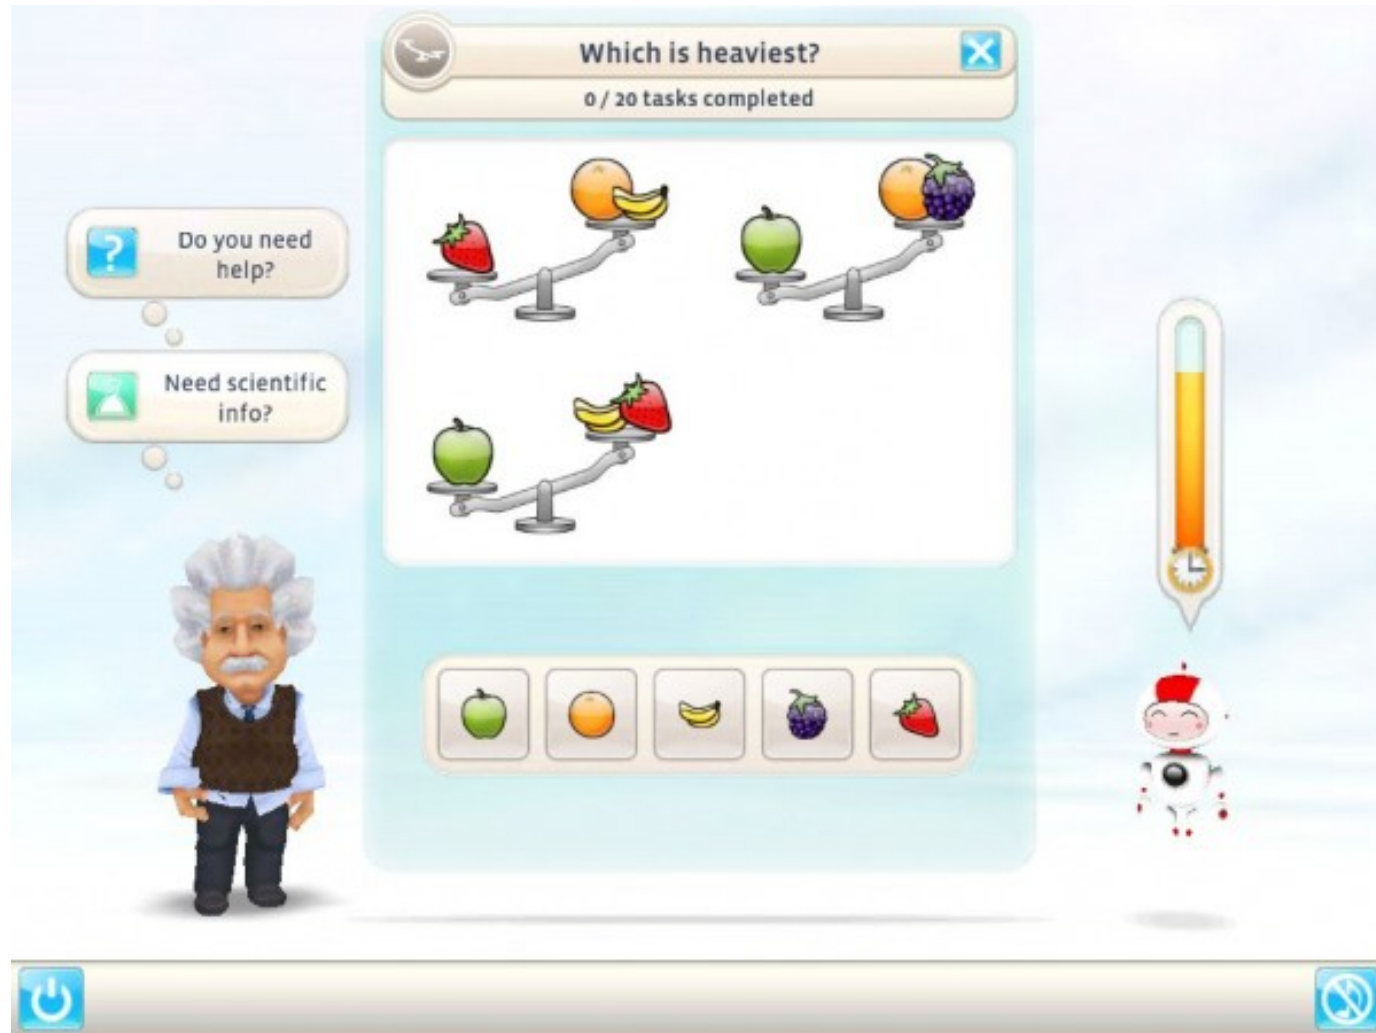 Which is heaviest?
0 / 20 tasks completed
Do you need
help?
Need scientific
info?